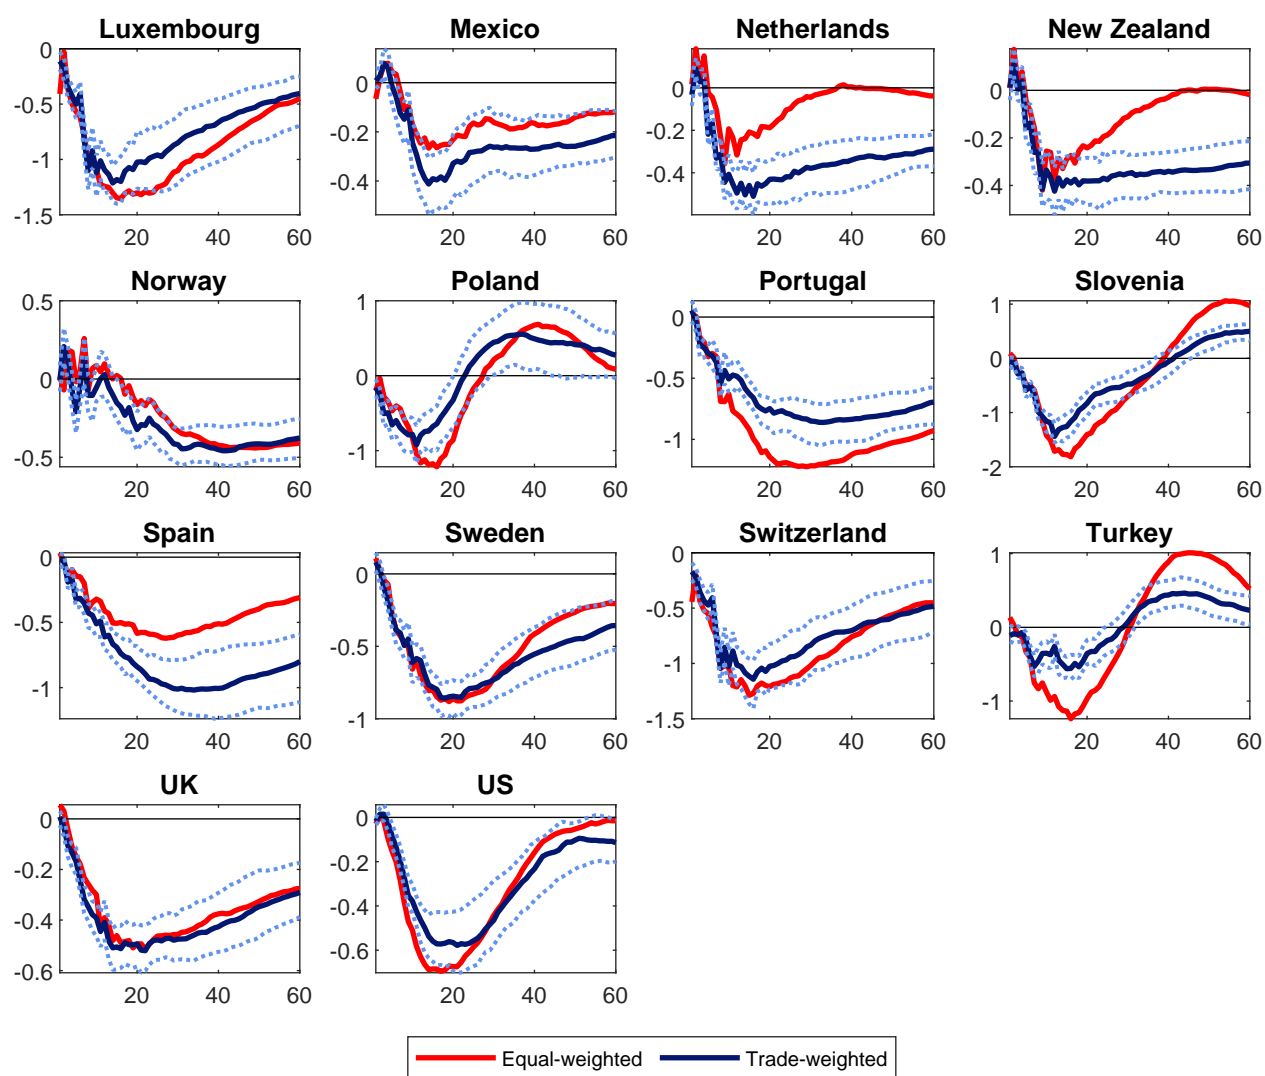 Luxembourg Mexico Netherlands New Zealand
0
-0.5
-1
-1.5
20 40 60
0
-0.2
-0.4
20 40 60
0
-0.2
-0.4
20 40 60
0
-0.2
-0.4
20 40 60
Norway Poland Portugal Slovenia
0.5
0
-0.5
20 40 60
1
0
-1
20 40 60
0
-0.5
-1
20 40 60
1
0
-1
-2
20 40 60
Spain Sweden Switzerland Turkey
0
-0.5
-1
20 40 60
0
-0.5
-1
20 40 60
0
-0.5
-1
-1.5
20 40 60
1
0
-1
20 40 60
UK US
0
-0.2
-0.4
-0.6
20 40 60
0
-0.2
-0.4
-0.6
20 40 60
Equal-weighted Trade-weighted